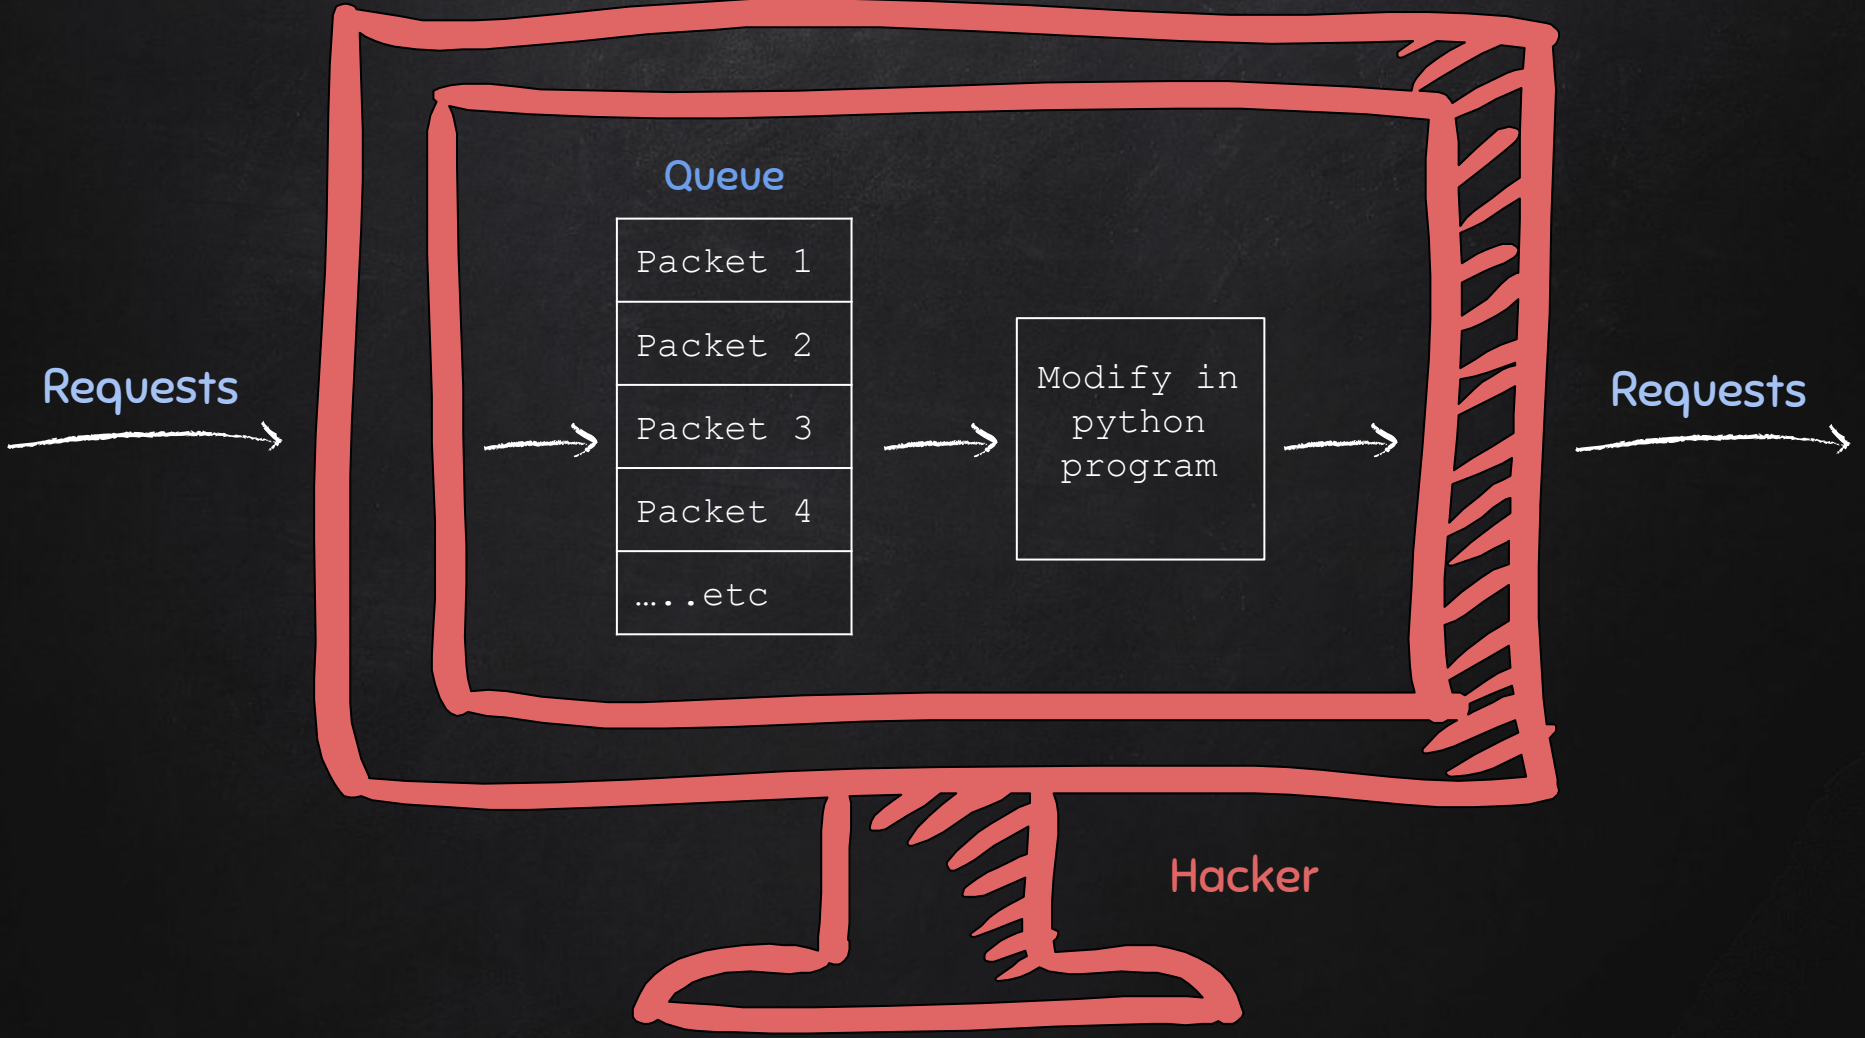 Queue
Packet 1
Packet 2
Packet 3
Packet 4
…..etc
Requests
Modify in
python
program
Requests
Hacker